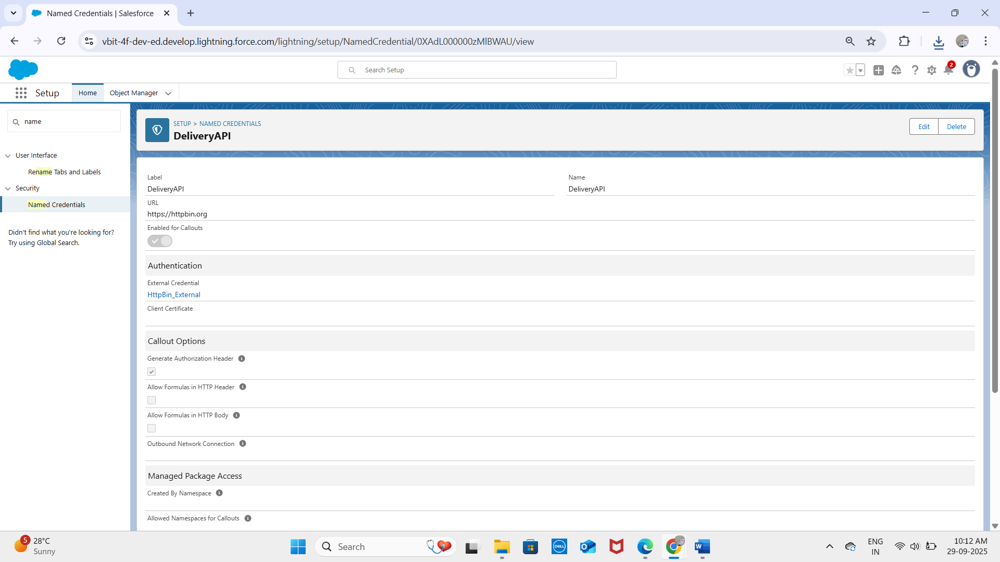 Named Credentials | Salesforce
vbit-4f-dev-ed.develop.lightning.force.com/lightning/setup/NamedCredential/0XAdL000000zMlBWAU/view
Search Setup
2
Setup
Home
Object Manager
name
User Interface
Rename Tabs and Labels
Security
Named Credentials
Didn't find what you're looking for?
Try using Global Search.
SETUP > NAMED CREDENTIALS
DeliveryAPI
Edit
Delete
Label
DeliveryAPI
Name
DeliveryAPI
URL
https://httpbin.org
Enabled for Callouts
Authentication
External Credential
HttpBin_External
Client Certificate
Callout Options
Generate Authorization Header
Allow Formulas in HTTP Header
Allow Formulas in HTTP Body
Outbound Network Connection
Managed Package Access
Created By Namespace
Allowed Namespaces for Callouts
5
28°C
Sunny
Search
DELL
W
ENG
IN
10:12 AM
29-09-2025